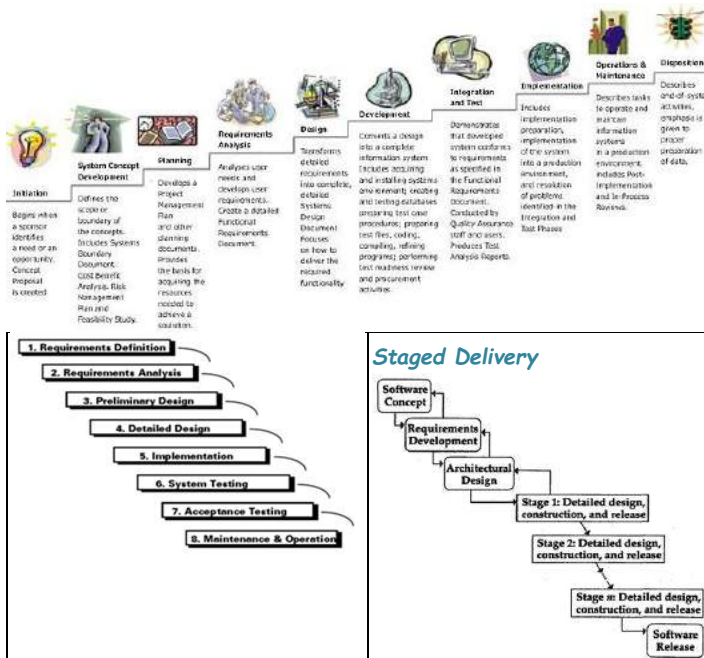 Initiation
Begins when
a sponsor
identifies
a need or an
opportunity.
Concept
Proposal
is created
System Concept
Development
Defines the
scope or
boundary of
the concepts.
Includes Systems
Boundary
Document,
Cost Benefit
Analysis, Risk
Management
Plan and
Feasibility Study.
Planning
Develops a
Project
Management
Plan
and other
planning
documents.
Provides
the basis for
acquiring the
resources
needed to
achieve a
solution.
Requirements
Analysis
Analyses user
needs and
develops user
requirements.
Create a detailed
Functional
Requirements
Document.
Design
Transforms
detailed
requirements
into complete,
detailed
Systems
Design
Document
Focuses
on how to
deliver the
required
functionality
Development
Converts a design
into a complete
information system
Includes acquiring
and installing systems
environment; creating
and testing databases
preparing test case
procedures; preparing
test files, coding,
compiling, refining
programs; performing
test readiness review
and procurement
activities.
Integration
and Test
Demonstrates
that developed
system conforms
to requirements
as specified in
the Functional
Requirements
Document.
Conducted by
Quality Assurance
staff and users.
Produces Test
Analysis Reports.
Implementation
Includes
implementation
preparation,
implementation
of the system
into a production
environment,
and resolution
of problems
identified in the
Integration and
Test Phases
Operations &
Maintenance
Describes tasks
to operate and
maintain
information
systems
in a production
environment.
includes Post-
Implementation
and In-Process
Reviews.
Disposition
Describes
end-of-system
activities,
emphasis is
given to
proper
preparation
of data.
1. Requirements Definition
2. Requirements Analysis
3. Preliminary Design
4. Detailed Design
5. Implementation
6. System Testing
7. Acceptance Testing
8. Maintenance & Operation
Staged Delivery
Software
Concept
Requirements
Development
Architectural
Design
Stage 1: Detailed design,
construction, and release
Stage 2: Detailed design,
construction, and release
Stage n: Detailed design,
construction, and release
Software
Release